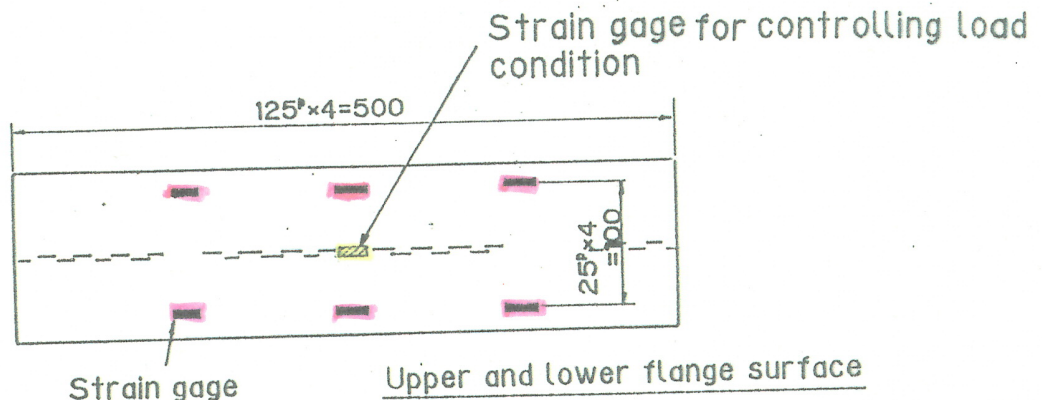 Strain gage for controlling load
condition
125ᴾ×4=500
25ᴾ×4
=100
Strain gage
Upper and lower flange surface